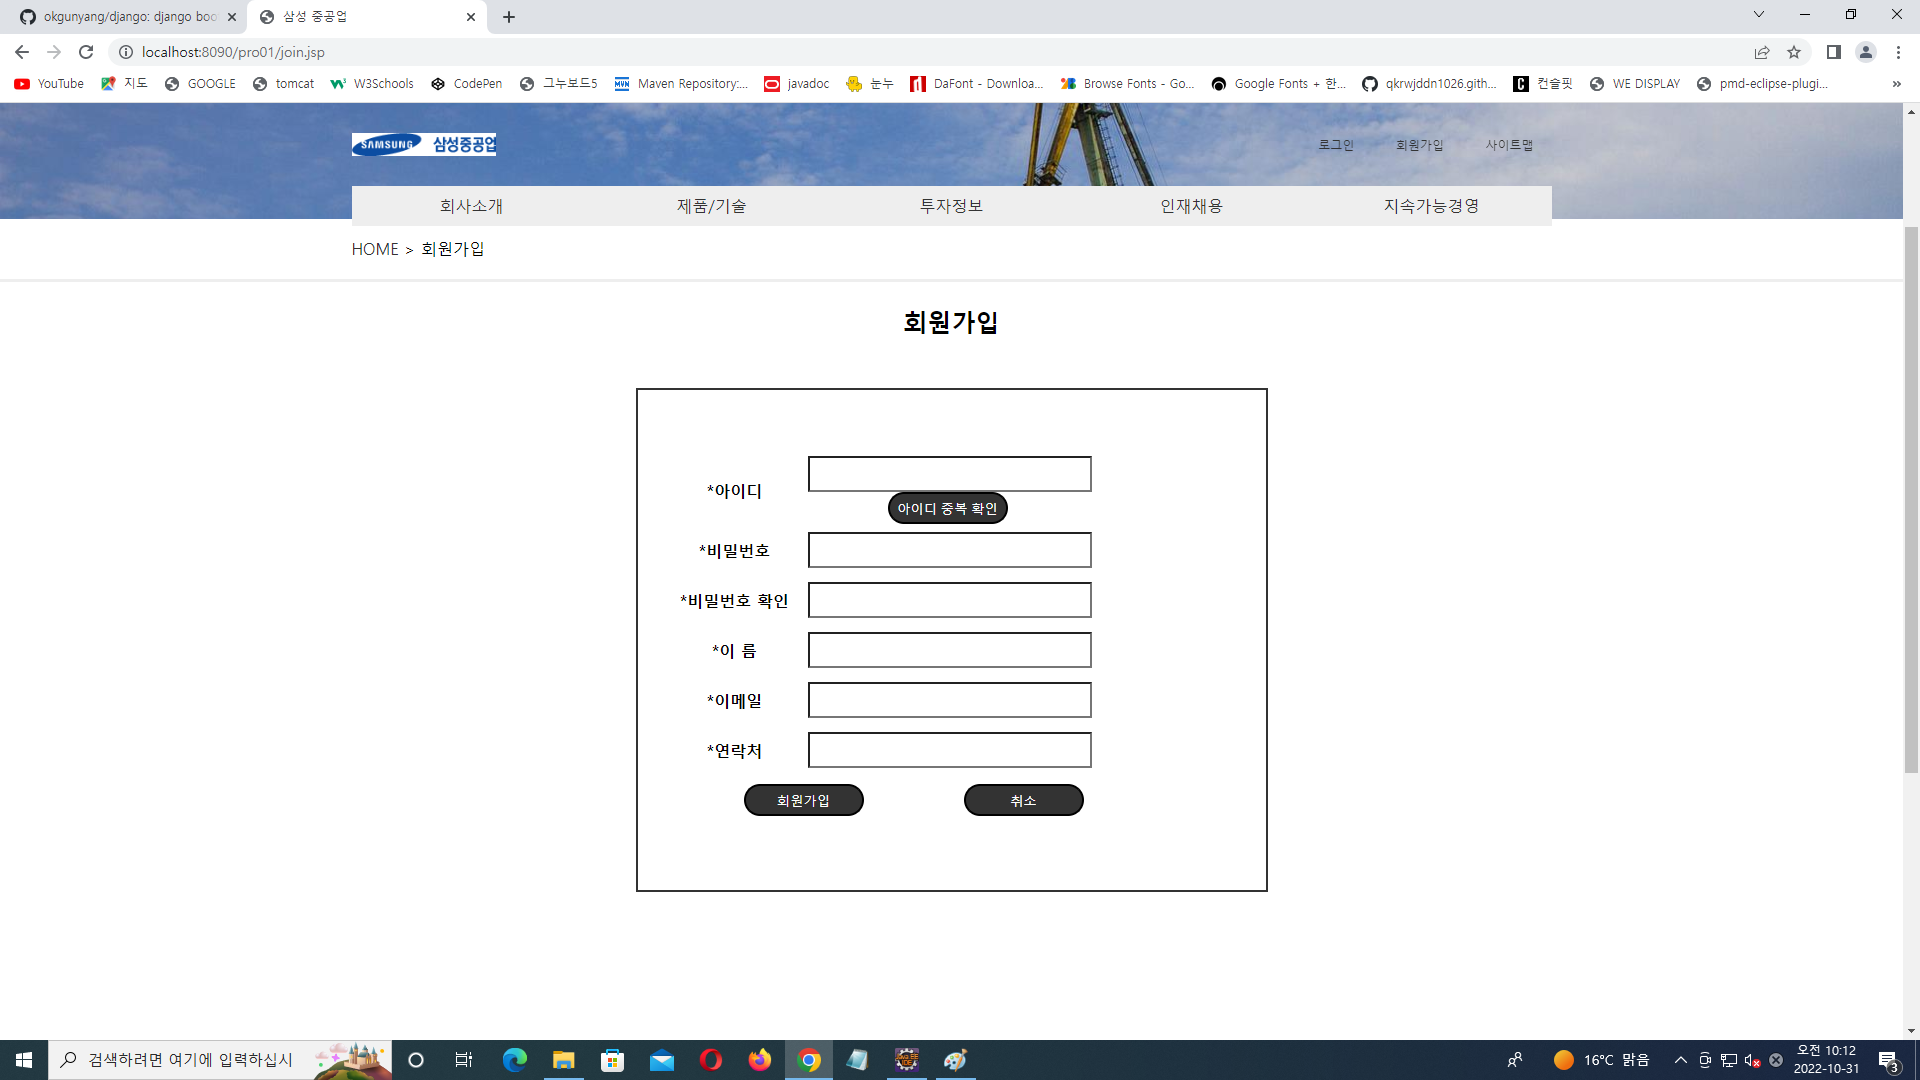 okgunyang/django: django boo
삼성 중공업
localhost:8090/pro01/join.jsp
YouTube
지도
GOOGLE
tomcat
W3Schools
CodePen
그누보드5
Maven Repository:...
javadoc
눈누
DaFont - Downloa...
Browse Fonts - Go...
Google Fonts + 한...
qkrwjddn1026.gith...
컨슬핏
WE DISPLAY
pmd-eclipse-plugi...
SAMSUNG 삼성중공업
로그인
회원가입
사이트맵
회사소개
제품/기술
투자정보
인재채용
지속가능경영
HOME > 회원가입
회원가입
*아이디
아이디 중복 확인
*비밀번호
*비밀번호 확인
*이 름
*이메일
*연락처
회원가입
취소
검색하려면 여기에 입력하십시
16°C 맑음
오전 10:12
2022-10-31
3